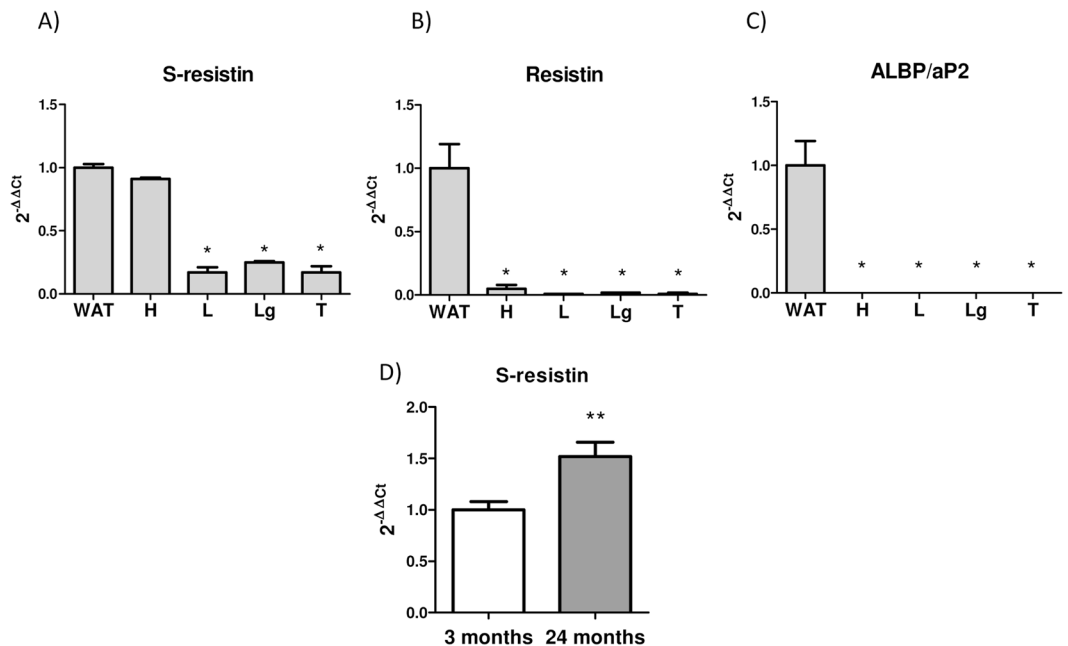 A)
S-resistin
2^-ΔΔCt
1.5
1.0
0.5
0.0
*
*
*
WAT H L Lg T
B)
Resistin
2^-ΔΔCt
1.5
1.0
0.5
0.0
*
*
*
*
WAT H L Lg T
C)
ALBP/aP2
2^-ΔΔCt
1.5
1.0
0.5
0.0
*
*
*
*
WAT H L Lg T
D)
S-resistin
2^-ΔΔCt
2.0
1.5
1.0
0.5
0.0
**
3 months 24 months